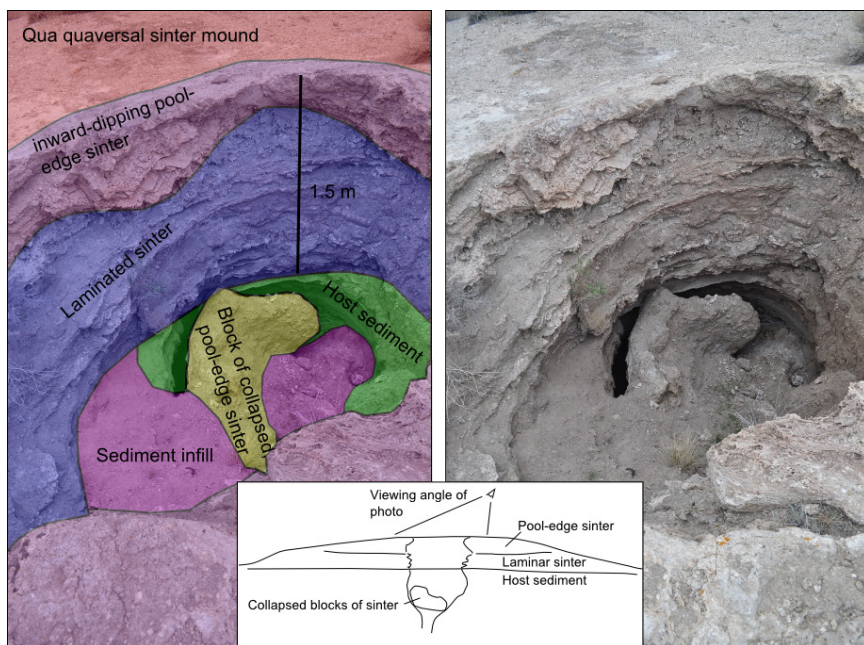 Qua quaversal sinter mound
inward-dipping pool-
edge sinter
1.5 m
Laminated sinter
Host sediment
Block of collapsed
pool-edge sinter
Sediment infill
Viewing angle of
photo
Pool-edge sinter
Laminar sinter
Host sediment
Collapsed blocks of sinter